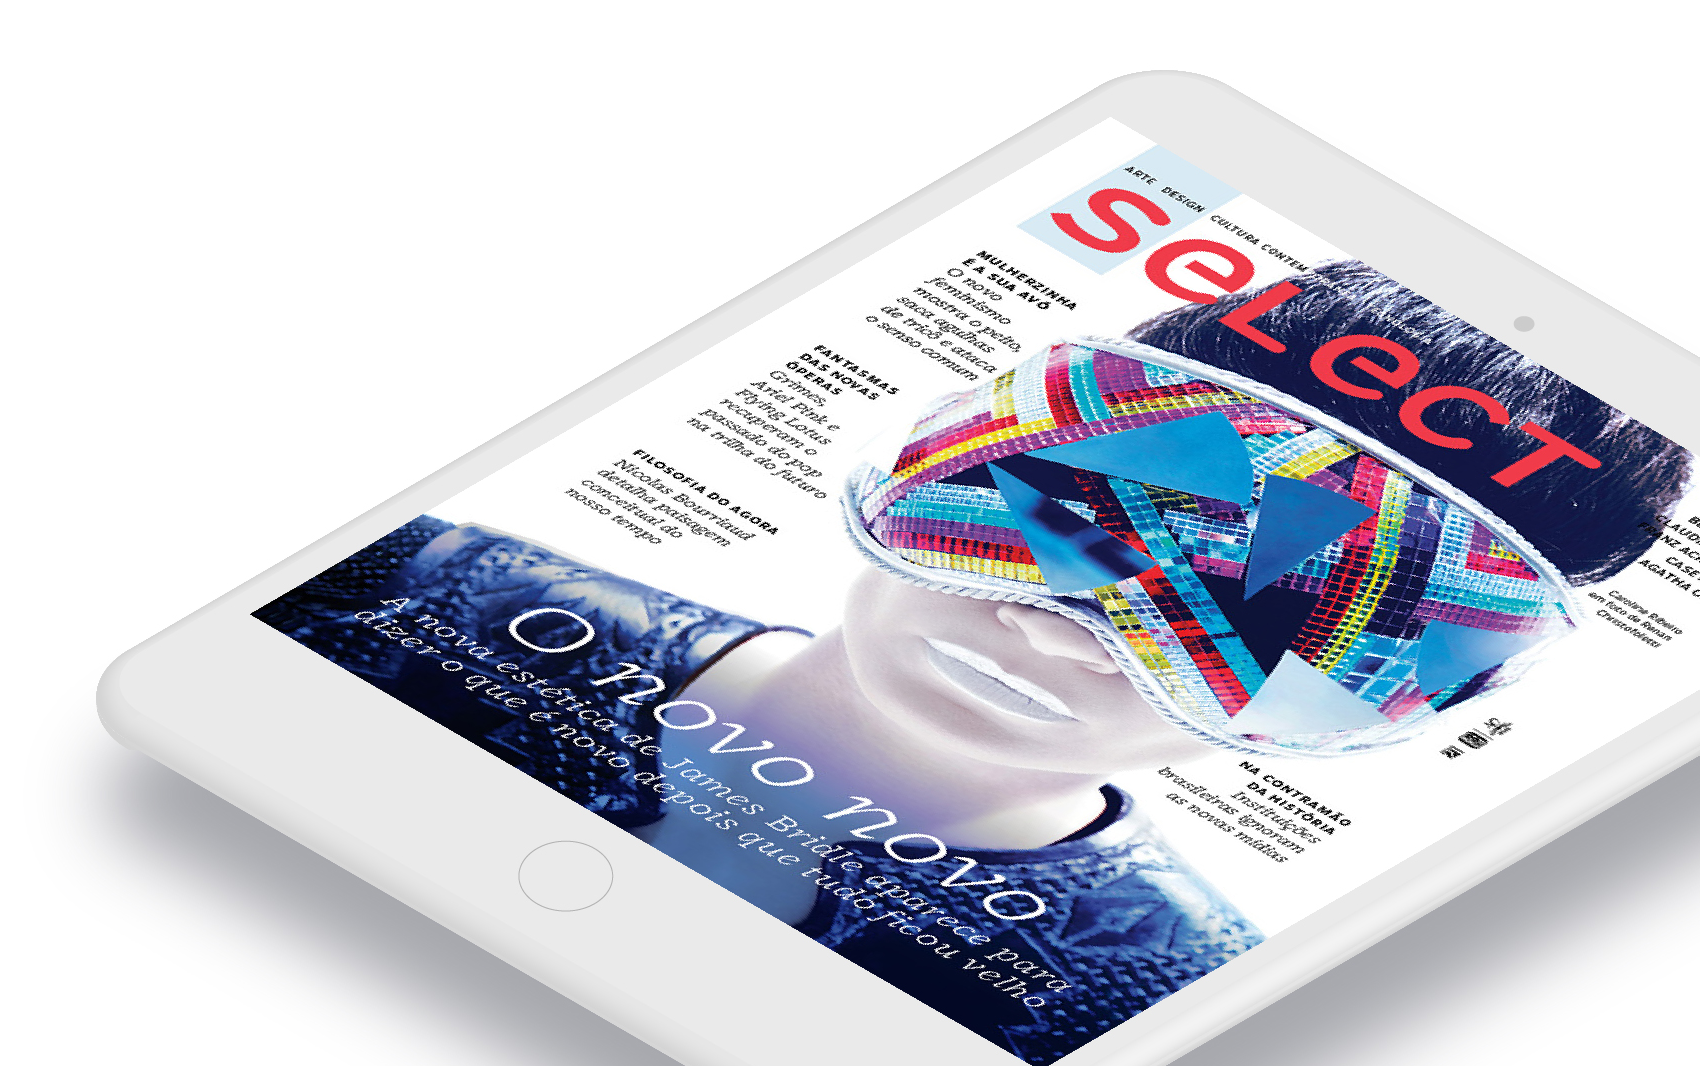 ARTE DESIGN CULTURA CONTEM
seLecT
MULHERZINHA
É A SUA AVÓ
O novo
feminismo
mostra o peito,
saca agulhas
de tricô e ataca
o senso comum
FANTASMAS
DAS NOVAS
ÓPERAS
Grimes,
Ariel Pink e
Flying Lotus
recuperam o
passado do pop
na trilha do futuro
FILOSOFIA DO AGORA
Nicolas Bourriaud
detalha paisagem
conceitual do
nosso tempo
CASE
AGATHA
Caroline Ribeiro
em foto de Renan
Christofoletti
NA CONTRAMÃO
DA HISTÓRIA
Instituições
brasileiras ignoram
as novas mídias
O novo novo
A nova estética de James Bridle aparece para
dizer o que é novo depois que tudo ficou velho